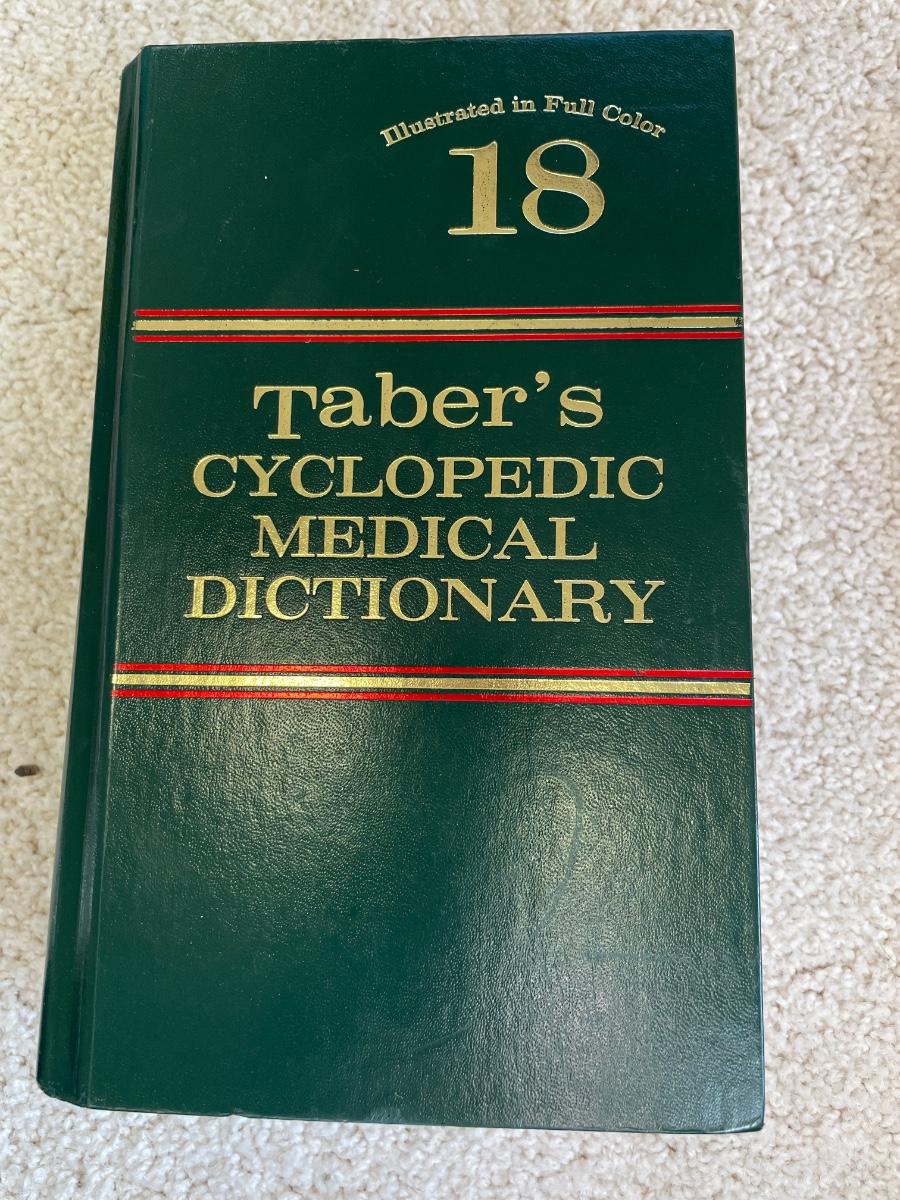 Illustrated in Full Color
18
Taber's
CYCLOPEDIC
MEDICAL
DICTIONARY